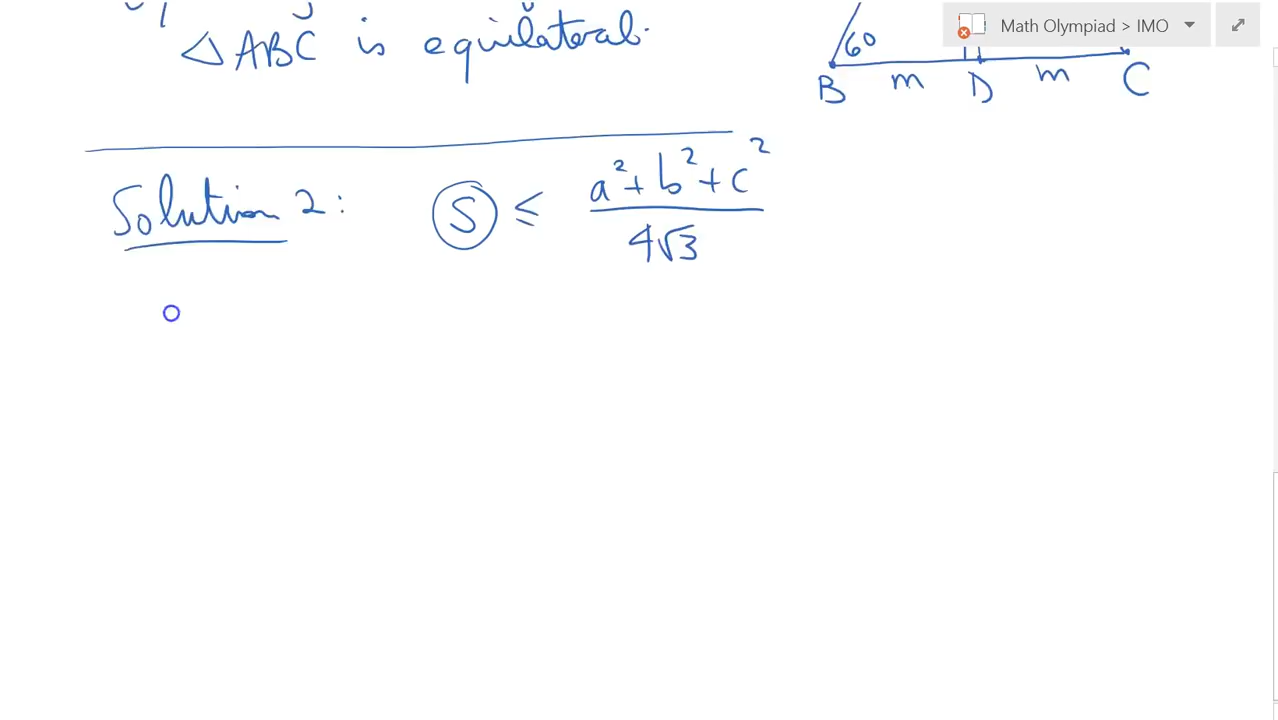 Math Olympiad > IMO
△ABC is equilateral.
60
B m D m C
Solution 2: S ≤ a²+b²+c² / 4√3